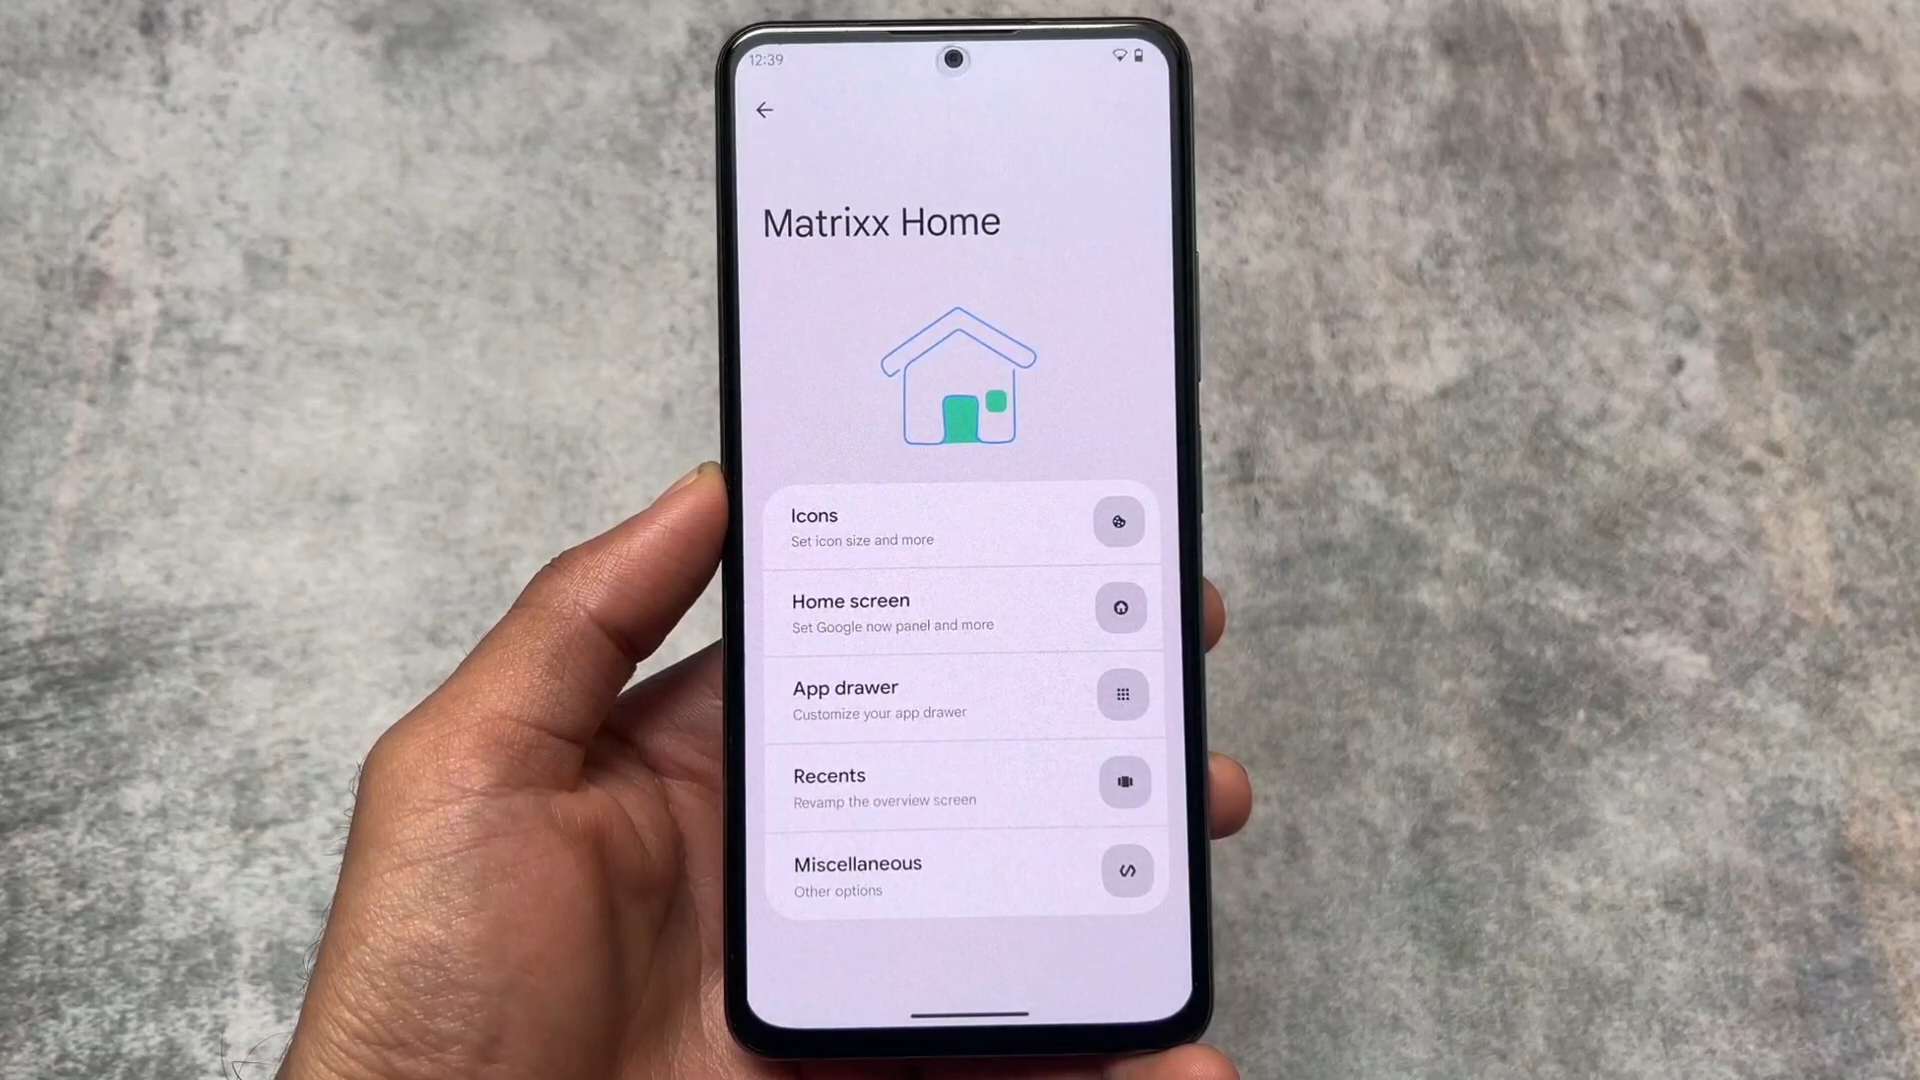 12:39
Matrixx Home
Icons
Set icon size and more
Home screen
Set Google now panel and more
App drawer
Customize your app drawer
Recents
Revamp the overview screen
Miscellaneous
Other options